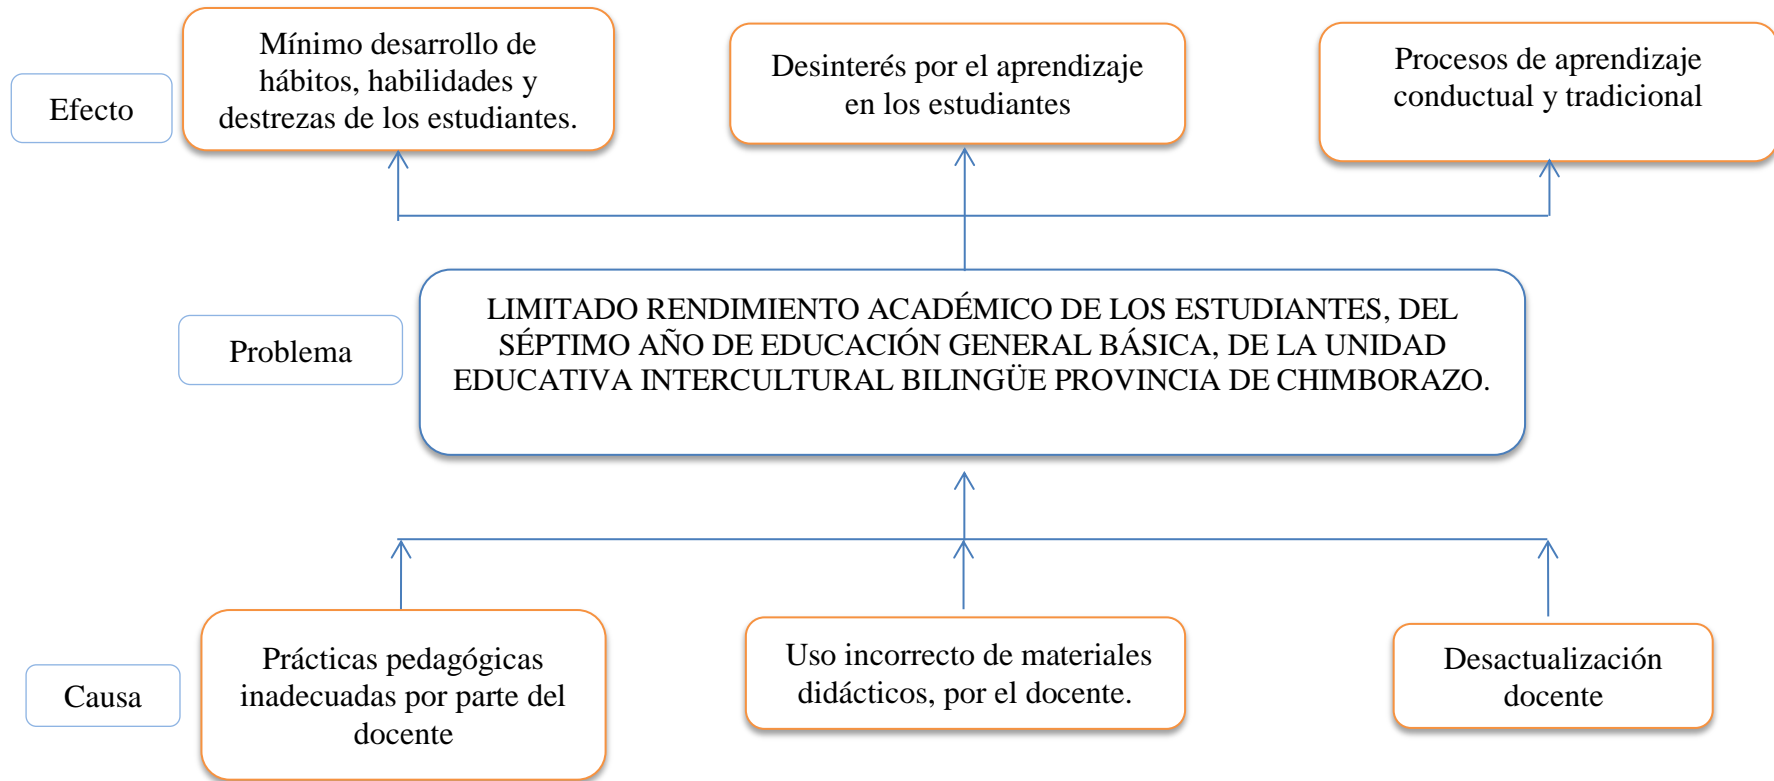 Efecto
Mínimo desarrollo de
hábitos, habilidades y
destrezas de los estudiantes.
Desinterés por el aprendizaje
en los estudiantes
Procesos de aprendizaje
conductual y tradicional
Problema
LIMITADO RENDIMIENTO ACADÉMICO DE LOS ESTUDIANTES, DEL
SÉPTIMO AÑO DE EDUCACIÓN GENERAL BÁSICA, DE LA UNIDAD
EDUCATIVA INTERCULTURAL BILINGÜE PROVINCIA DE CHIMBORAZO.
Causa
Prácticas pedagógicas
inadecuadas por parte del
docente
Uso incorrecto de materiales
didácticos, por el docente.
Desactualización
docente